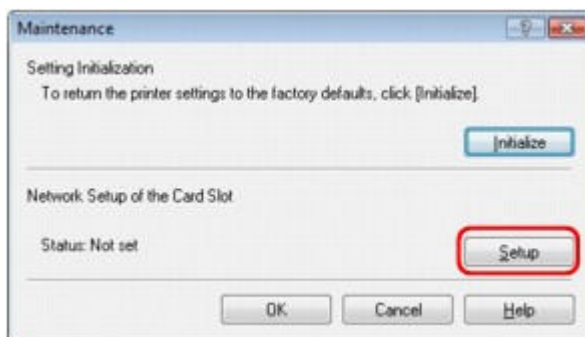 Maintenance
Setting Initialization
To return the printer settings to the factory defaults, click [Initialize].
Initialize
Network Setup of the Card Slot
Status: Not set
Setup
OK
Cancel
Help